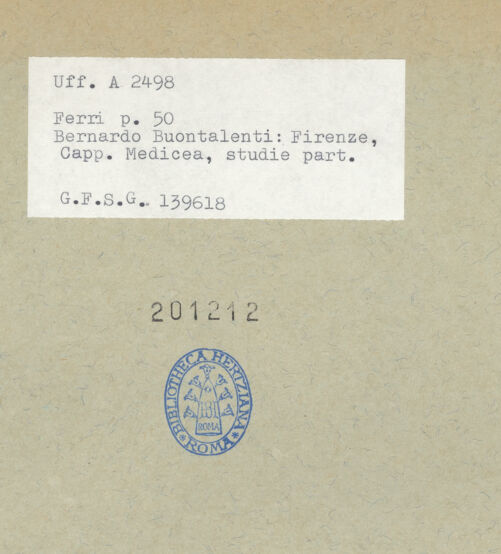 Uff. A 2498
Ferri p. 50
Bernardo Buontalenti: Firenze,
Capp. Medicea, studie part.
G.F.S.G. 139618
201212
BIBLIOTHECA HERTZIANA
ROMA
ROMA